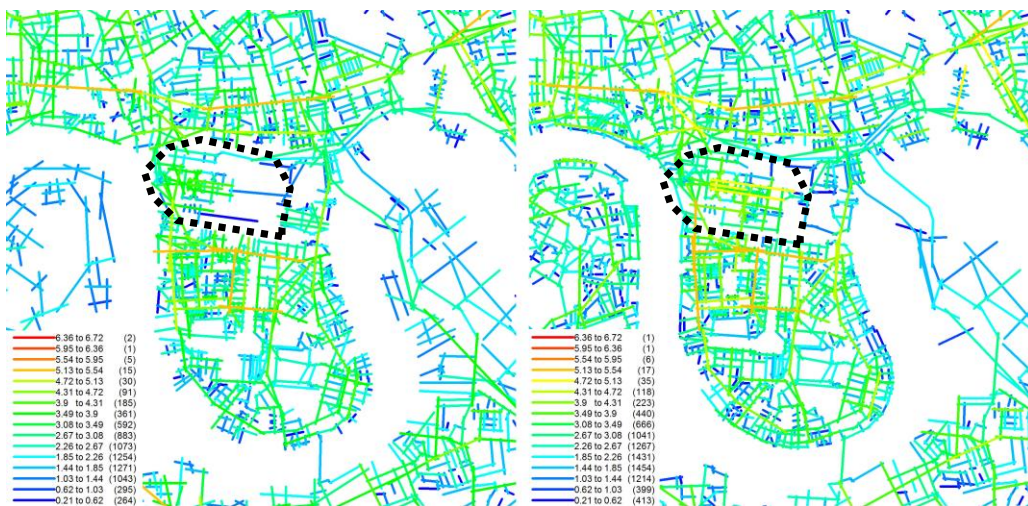 6.36 to 6.72 (2)
5.95 to 6.36 (1)
5.54 to 5.95 (5)
5.13 to 5.54 (15)
4.72 to 5.13 (30)
4.31 to 4.72 (91)
3.9 to 4.31 (185)
3.49 to 3.9 (361)
3.08 to 3.49 (592)
2.67 to 3.08 (883)
2.26 to 2.67 (1073)
1.85 to 2.26 (1254)
1.44 to 1.85 (1271)
1.03 to 1.44 (1043)
0.62 to 1.03 (295)
0.21 to 0.62 (264)
6.36 to 6.72 (1)
5.95 to 6.36 (1)
5.54 to 5.95 (6)
5.13 to 5.54 (17)
4.72 to 5.13 (35)
4.31 to 4.72 (118)
3.9 to 4.31 (223)
3.49 to 3.9 (440)
3.08 to 3.49 (666)
2.67 to 3.08 (1041)
2.26 to 2.67 (1267)
1.85 to 2.26 (1431)
1.44 to 1.85 (1454)
1.03 to 1.44 (1214)
0.62 to 1.03 (399)
0.21 to 0.62 (413)